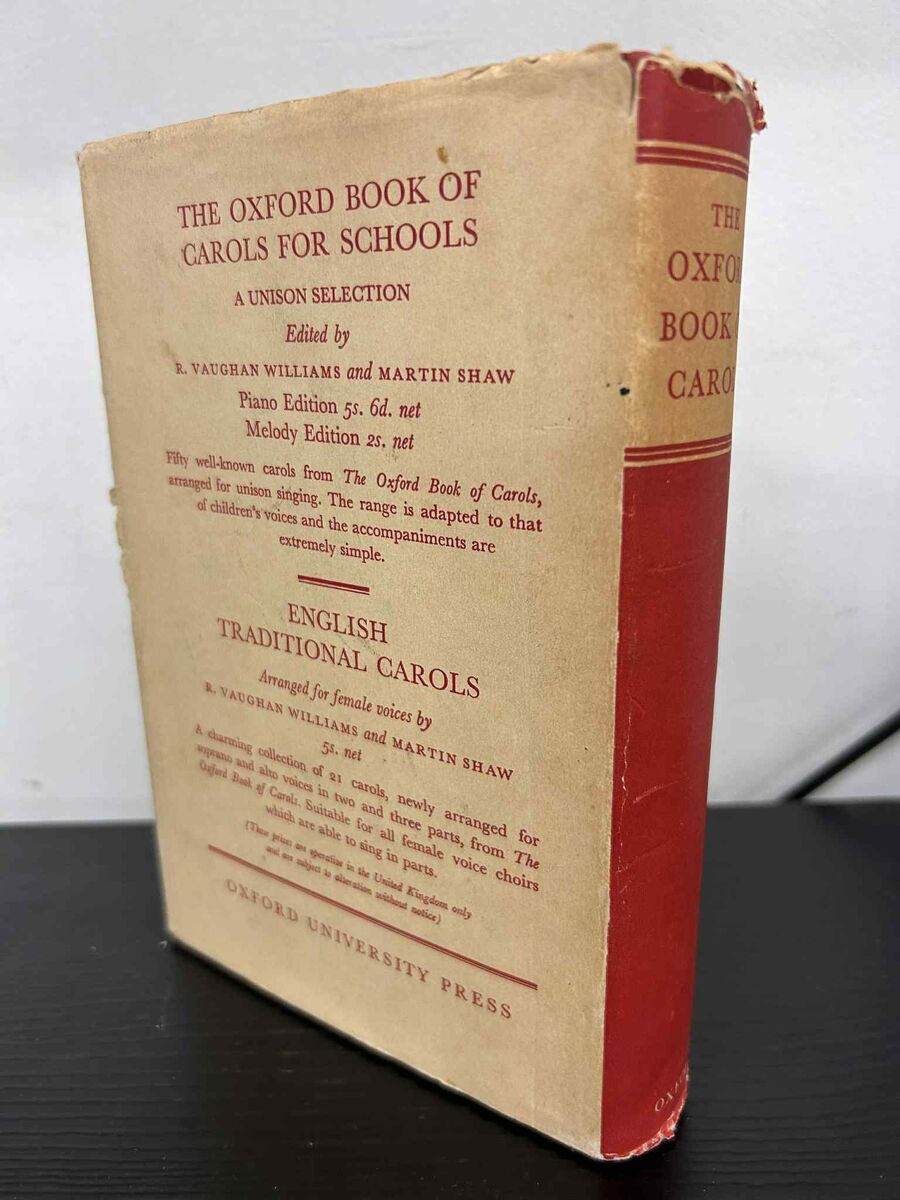 THE OXFORD BOOK OF
CAROLS FOR SCHOOLS
A UNISON SELECTION
Edited by
R. VAUGHAN WILLIAMS and MARTIN SHAW
Piano Edition 5s. 6d. net
Melody Edition 2s. net
Fifty well-known carols from The Oxford Book of Carols,
arranged for unison singing. The range is adapted to that
of children's voices and the accompaniments are
extremely simple.
ENGLISH
TRADITIONAL CAROLS
Arranged for female voices by
R. VAUGHAN WILLIAMS and MARTIN SHAW
5s. net
A charming collection of 21 carols, newly arranged for
soprano and alto voices in two and three parts, from The
Oxford Book of Carols. Suitable for all female voice choirs
which are able to sing in parts.
(These prices are operative in the United Kingdom only
and are subject to alteration without notice)
OXFORD UNIVERSITY PRESS
THE
OXFOR
BOOK
CARO
OXF